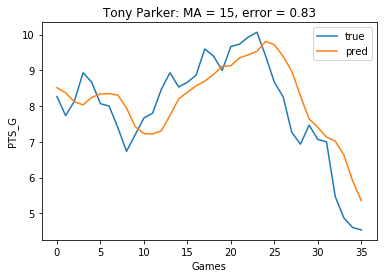 Tony Parker: MA = 15, error = 0.83
true
pred
PTS_G
10
9
8
7
6
5
0 5 10 15 20 25 30 35
Games